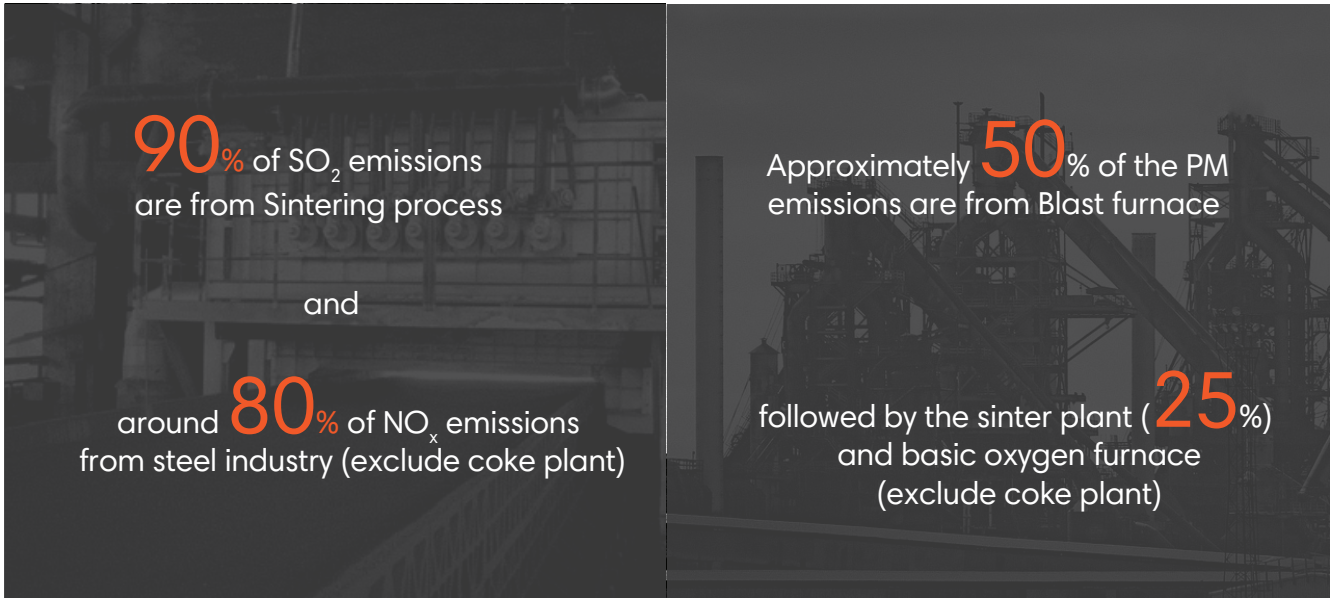 90% of SO₂ emissions
are from Sintering process
and
around 80% of NOₓ emissions
from steel industry (exclude coke plant)
Approximately 50% of the PM
emissions are from Blast furnace
followed by the sinter plant (25%)
and basic oxygen furnace
(exclude coke plant)